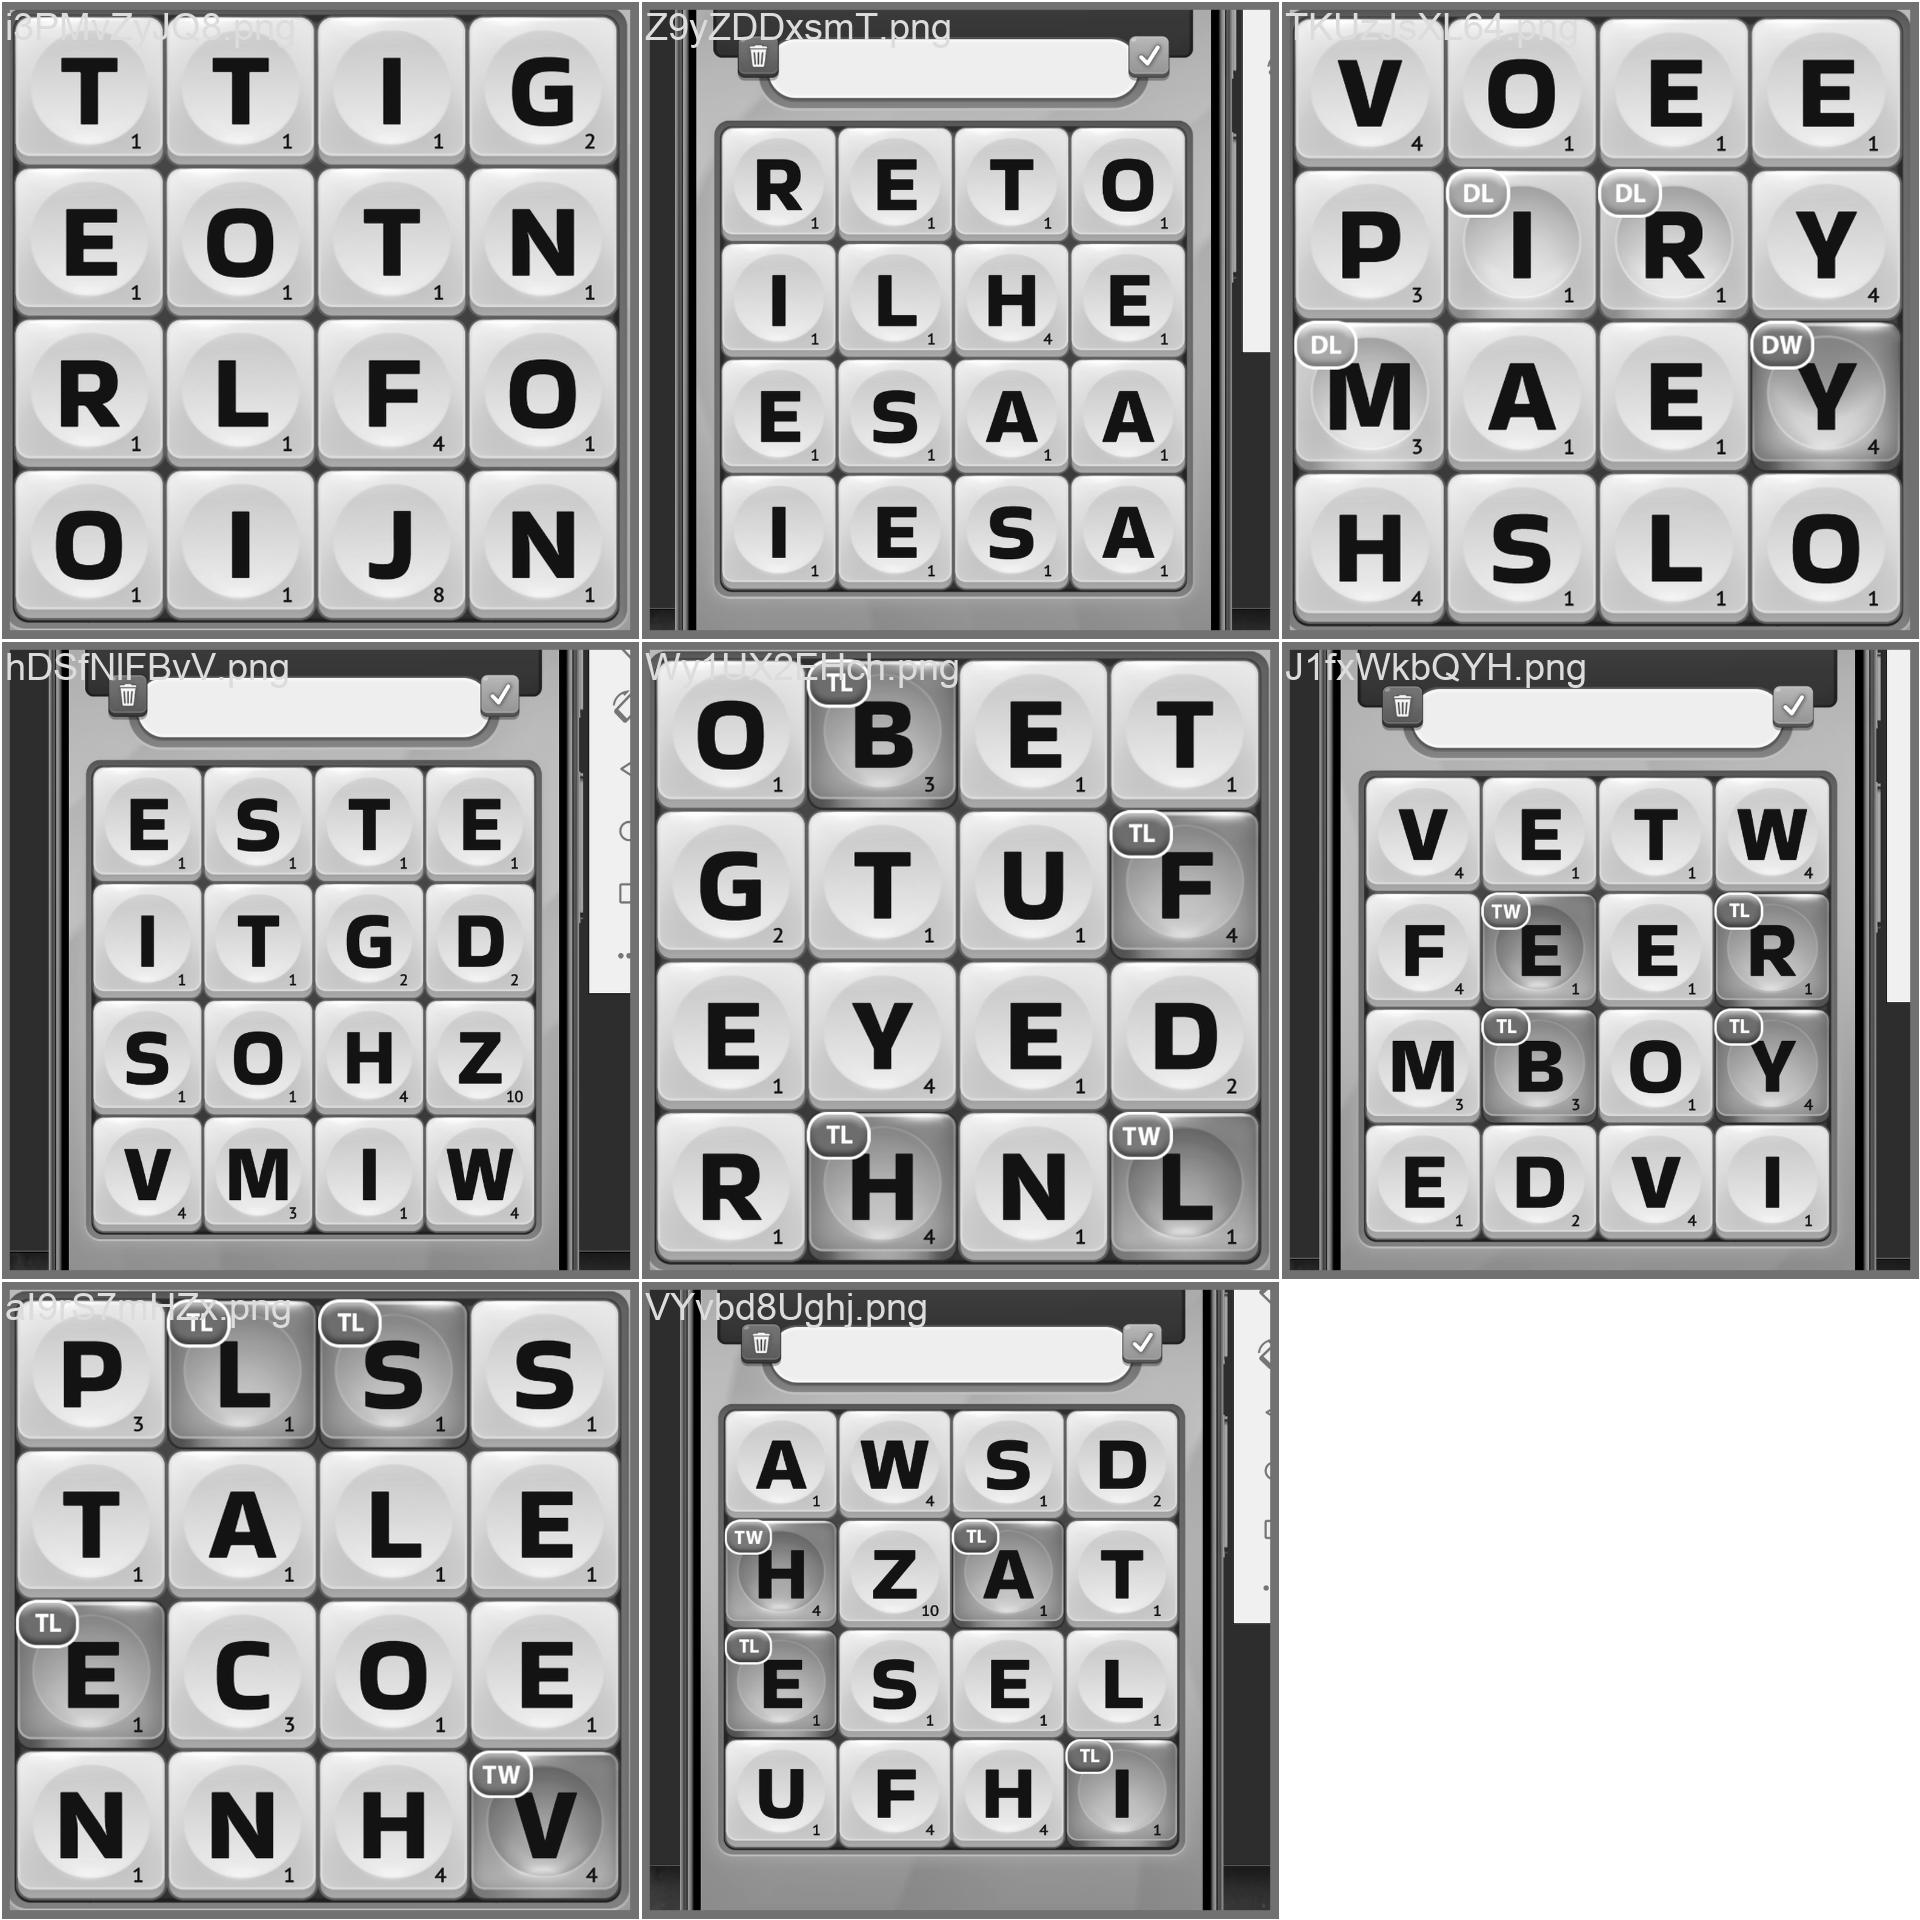 i3PMvZyJQ8.png
T 1 T 1 I 1 G 2
E 1 O 1 T 1 N 1
R 1 L 1 F 4 O 1
O 1 I 1 J 8 N 1
Z9yZDDxsmT.png
R 1 E 1 T 1 O 1
I 1 L 1 H 4 E 1
E 1 S 1 A 1 A 1
I 1 E 1 S 1 A 1
TKUzJsXL64.png
V 4 O 1 E 1 E 1
P 3 DL I 1 DL R 1 Y 4
DL M 3 A 1 E 1 DW Y 4
H 4 S 1 L 1 O 1
hDSfNIFBvV.png
E 1 S 1 T 1 E 1
I 1 T 1 G 2 D 2
S 1 O 1 H 4 Z 10
V 4 M 3 I 1 W 4
Wy1UX2EHch.png
O 1 TL B 3 E 1 T 1
G 2 T 1 U 1 TL F 4
E 1 Y 4 E 1 D 2
R 1 TL H 4 N 1 TW L 1
J1fxWkbQYH.png
V 4 E 1 T 1 W 4
F 4 TW E 1 E 1 TL R 1
M 3 TL B 3 O 1 TL Y 4
E 1 D 2 V 4 I 1
aI9rS7mHZx.png
P 3 TL L 1 TL S 1 S 1
T 1 A 1 L 1 E 1
TL E 1 C 3 O 1 E 1
N 1 N 1 H 4 TW V 4
VYvbd8Ughj.png
A 1 W 4 S 1 D 2
TW H 4 Z 10 TL A 1 T 1
TL E 1 S 1 E 1 L 1
U 1 F 4 H 4 TL I 1